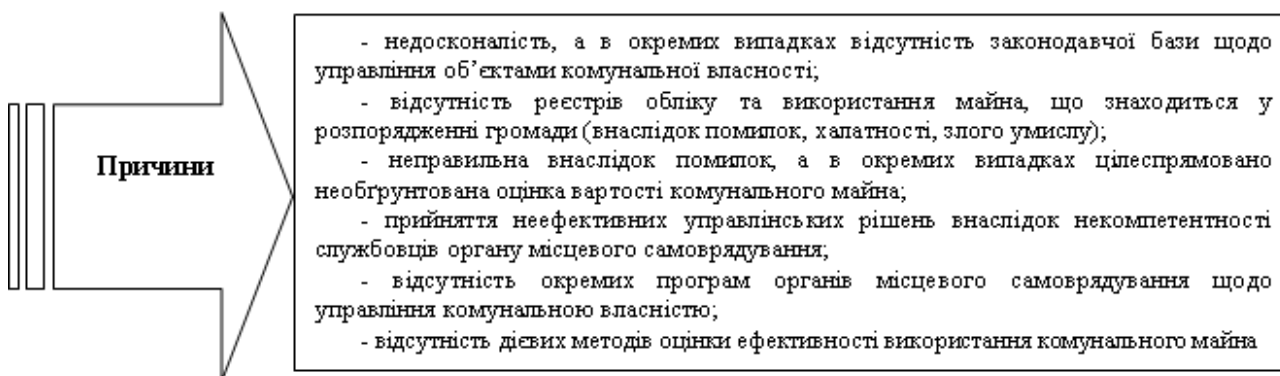 Причини
- недосконалість, а в окремих випадках відсутність законодавчої бази щодо
управління об’єктами комунальної власності;
- відсутність реєстрів обліку та використання майна, що знаходиться у
розпорядженні громади (внаслідок помилок, халатності, злого умислу);
- неправильна внаслідок помилок, а в окремих випадках цілеспрямовано
необґрунтована оцінка вартості комунального майна;
- прийняття неефективних управлінських рішень внаслідок некомпетентності
службовців органу місцевого самоврядування;
- відсутність окремих програм органів місцевого самоврядування щодо
управління комунальною власністю;
- відсутність дієвих методів оцінки ефективності використання комунального майна